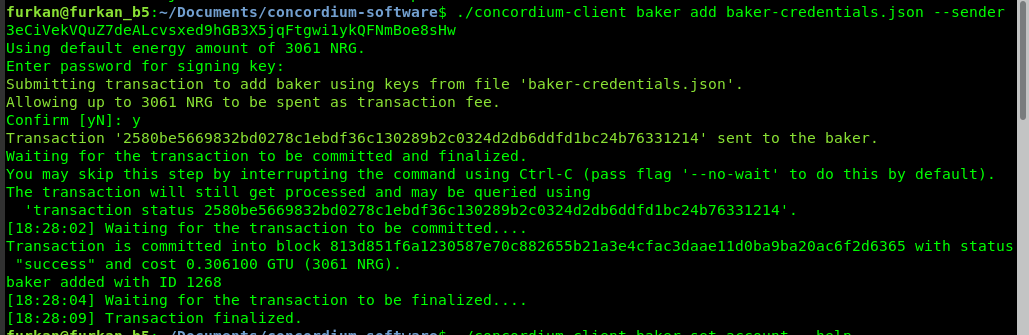 furkan@furkan_b5:~/Documents/concordium-software$ ./concordium-client baker add baker-credentials.json --sender
3eCiVekVQuZ7deALcvsxed9hGB3X5jqFtgwi1ykQFNmBoe8sHw
Using default energy amount of 3061 NRG.
Enter password for signing key:
Submitting transaction to add baker using keys from file 'baker-credentials.json'.
Allowing up to 3061 NRG to be spent as transaction fee.
Confirm [yN]: y
Transaction '2580be5669832bd0278c1ebdf36c130289b2c0324d2db6ddfd1bc24b76331214' sent to the baker.
Waiting for the transaction to be committed and finalized.
You may skip this step by interrupting the command using Ctrl-C (pass flag '--no-wait' to do this by default).
The transaction will still get processed and may be queried using
  'transaction status 2580be5669832bd0278c1ebdf36c130289b2c0324d2db6ddfd1bc24b76331214'.
[18:28:02] Waiting for the transaction to be committed....
Transaction is committed into block 813d851f6a1230587e70c882655b21a3e4cfac3daae11d0ba9ba20ac6f2d6365 with status
 "success" and cost 0.306100 GTU (3061 NRG).
baker added with ID 1268
[18:28:04] Waiting for the transaction to be finalized....
[18:28:09] Transaction finalized.
furkan@furkan_b5:~/Documents/concordium-software$ ./concordium-client baker set-account --help